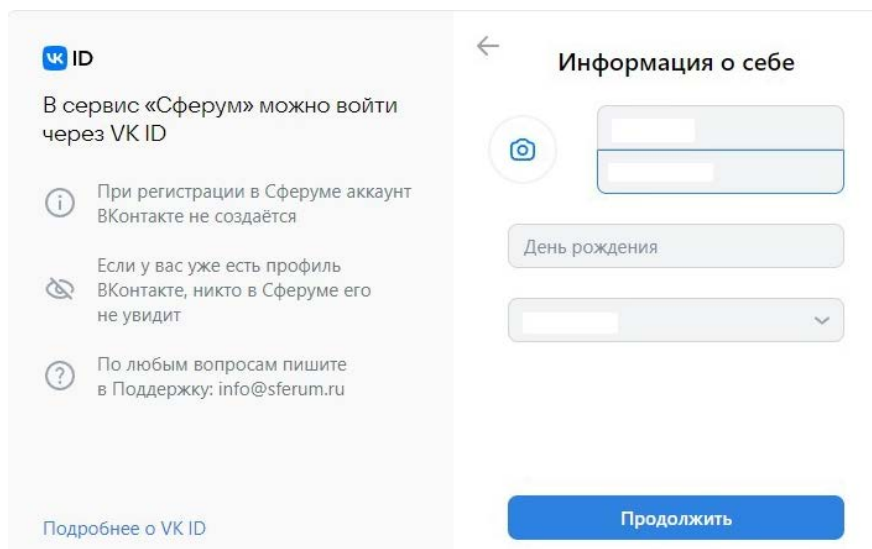 VK ID
В сервис «Сферум» можно войти
через VK ID
При регистрации в Сферуме аккаунт
ВКонтакте не создаётся
Если у вас уже есть профиль
ВКонтакте, никто в Сферуме его
не увидит
По любым вопросам пишите
в Поддержку: info@sferum.ru
Подробнее о VK ID
Информация о себе
День рождения
Продолжить